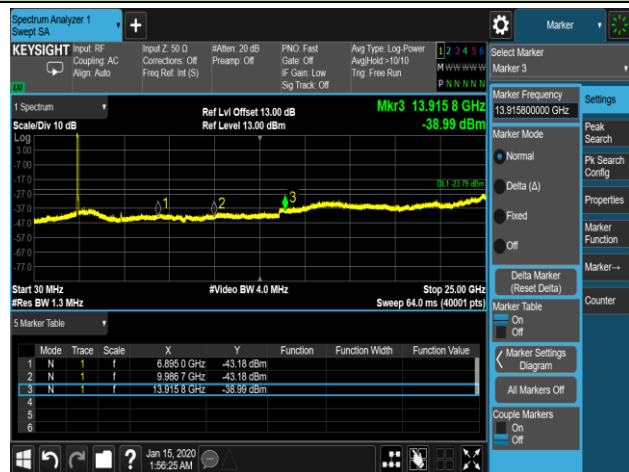 Spectrum Analyzer 1
Swept SA
+
Marker
KEYSIGHT
Input: RF
Coupling: AC
Align: Auto
Input Z: 50 Ω
Corrections: Off
Freq Ref: Int (S)
#Atten: 20 dB
Preamp: Off
PNO: Fast
Gate: Off
IF Gain: Low
Sig Track: Off
Avg Type: Log-Power
Avg|Hold:>10/10
Trig: Free Run
1 2 3 4 5 6
M W W W W W
P N N N N N
1 Spectrum
Scale/Div 10 dB
Log
Ref Lvl Offset 13.00 dB
Ref Level 13.00 dBm
Mkr3 13.915 8 GHz
-38.99 dBm
3.00
-7.00
-17.0
-27.0
-37.0
-47.0
-57.0
-67.0
-77.0
DL1 -23.79 dBm
1
2
3
Start 30 MHz
#Res BW 1.3 MHz
#Video BW 4.0 MHz
Stop 25.00 GHz
Sweep 64.0 ms (40001 pts)
5 Marker Table
Mode Trace Scale X Y Function Function Width Function Value
1 N 1 f 6.895 0 GHz -43.18 dBm
2 N 1 f 9.986 7 GHz -43.18 dBm
3 N 1 f 13.915 8 GHz -38.99 dBm
4
5
6
Jan 15, 2020
1:56:25 AM
Select Marker
Marker 3
Marker Frequency
13.915800000 GHz
Marker Mode
Normal
Delta (Δ)
Fixed
Off
Delta Marker
(Reset Delta)
Marker Table
On
Off
Marker Settings
Diagram
All Markers Off
Couple Markers
On
Off
Settings
Peak
Search
Pk Search
Config
Properties
Marker
Function
Marker→
Counter